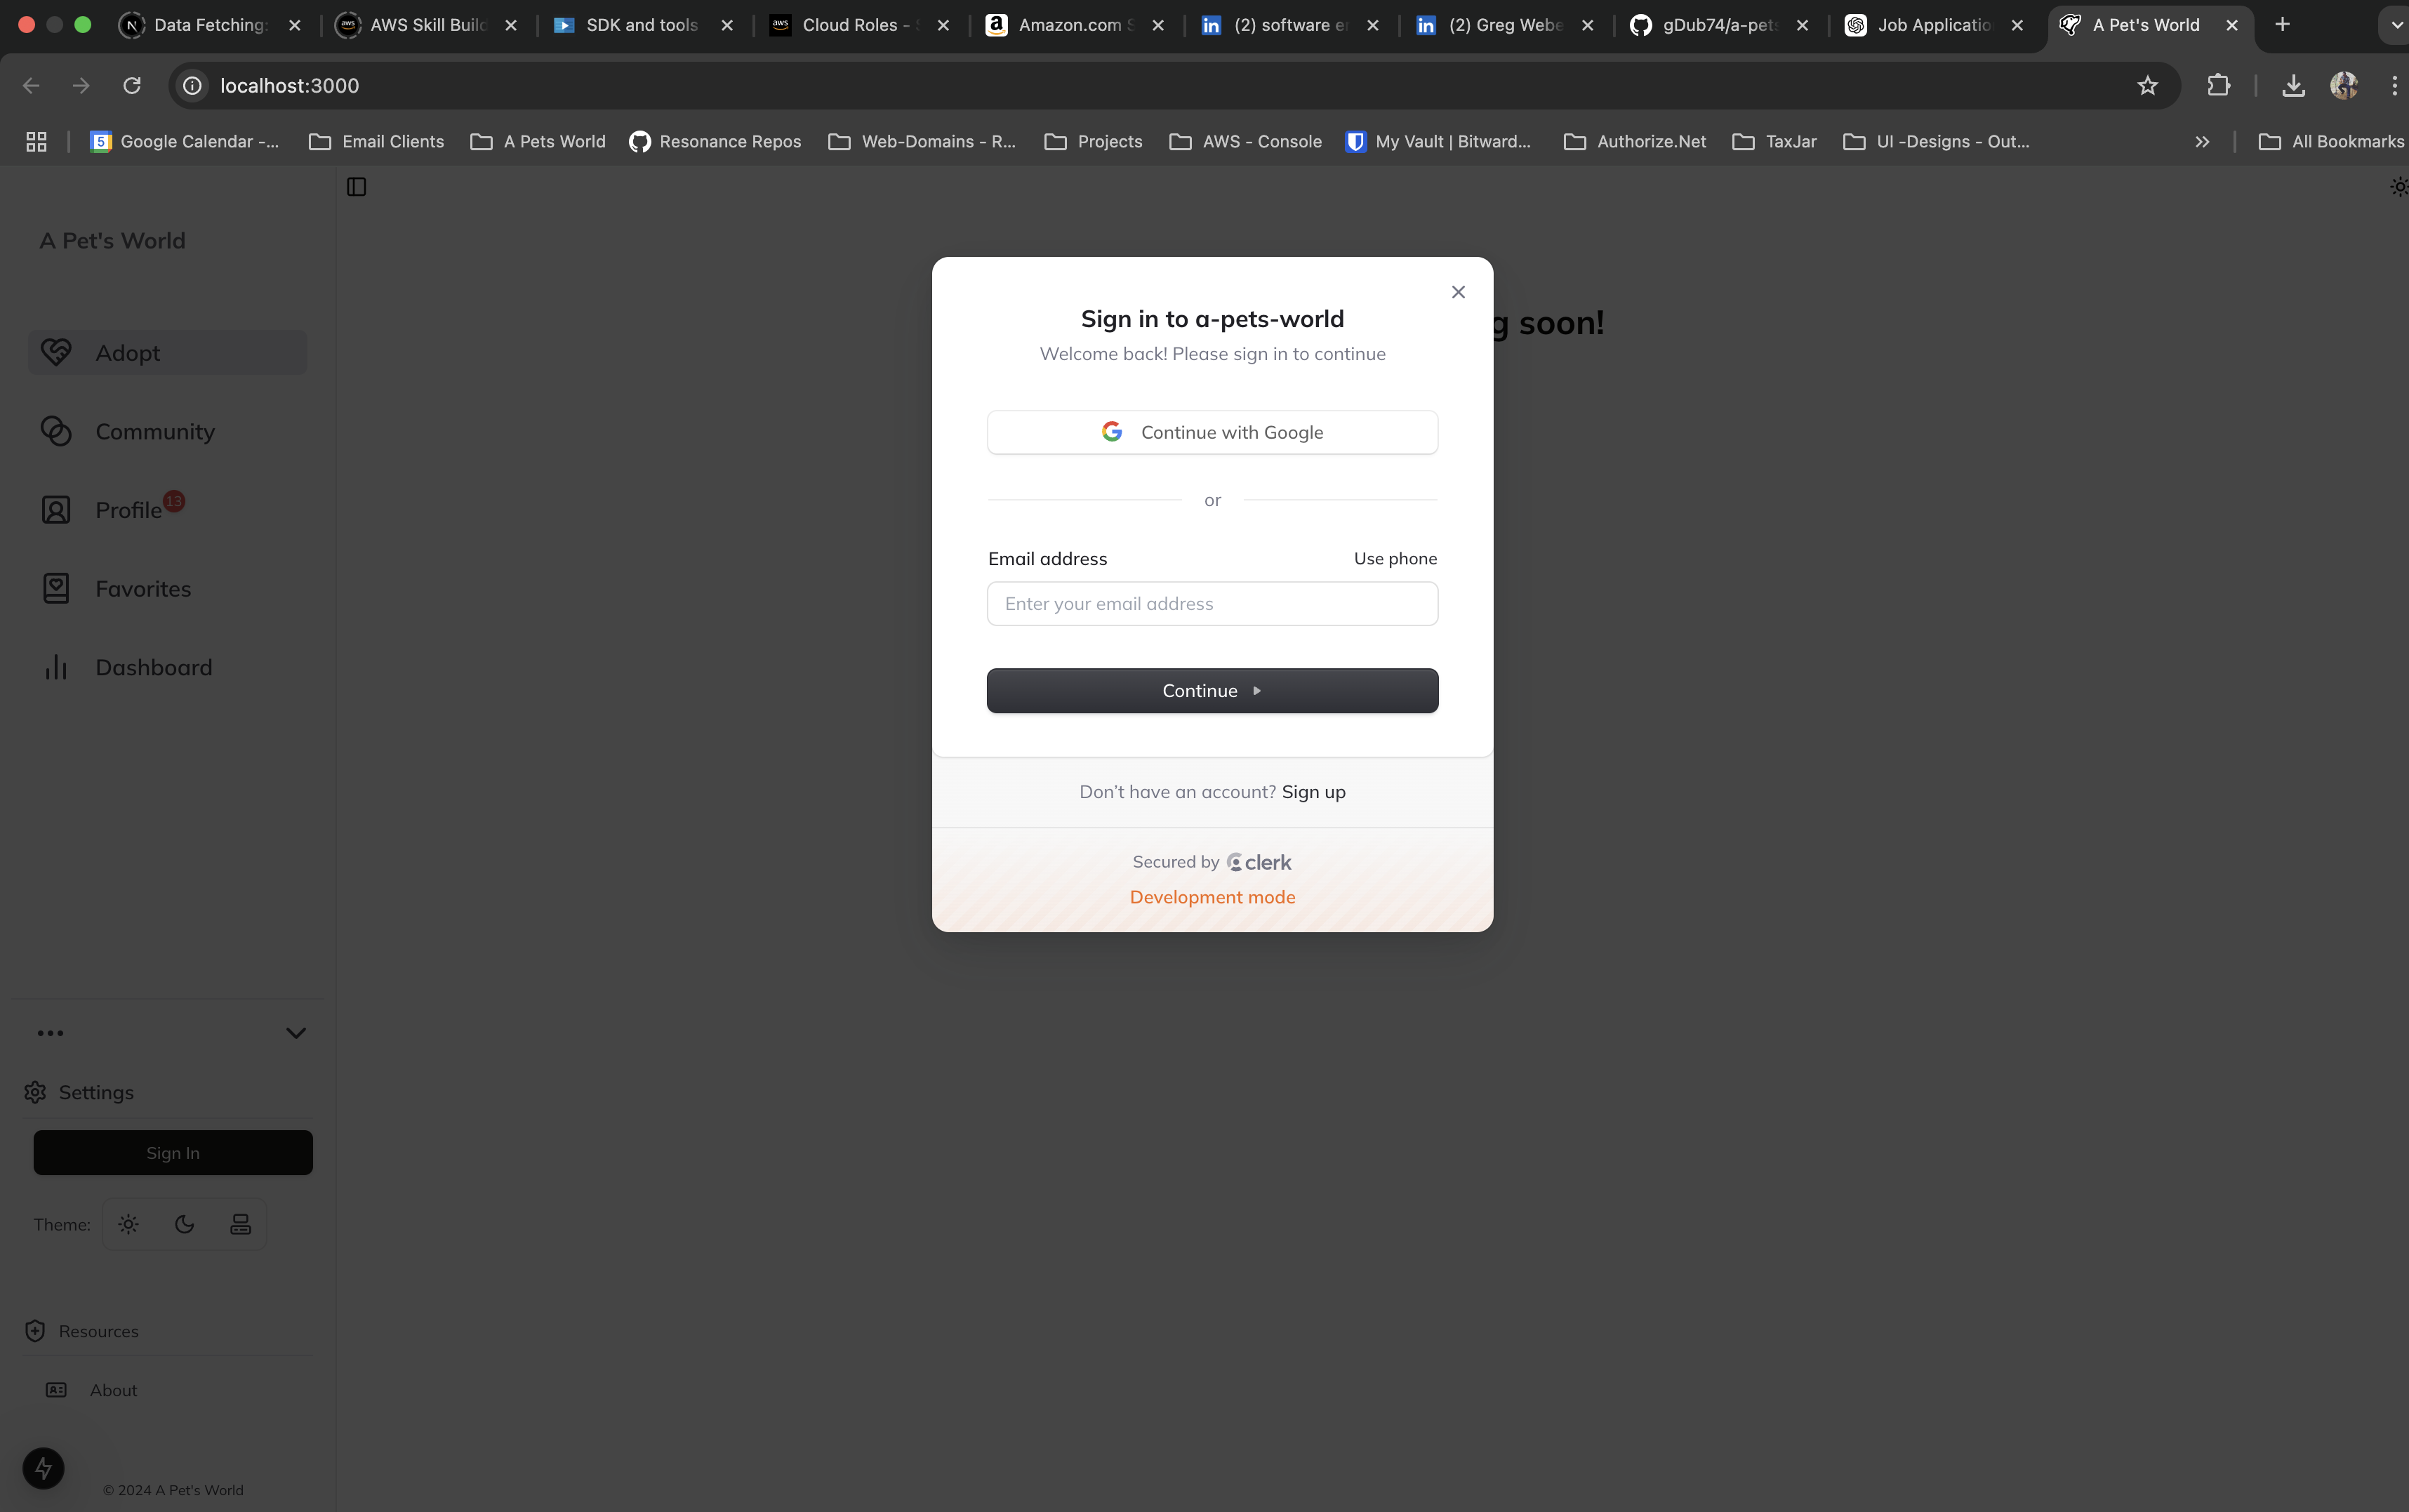 Data Fetching:
AWS Skill Build
SDK and tools
Cloud Roles - S
Amazon.com S
(2) software en
(2) Greg Webe
gDub74/a-pets
Job Applicatio
A Pet's World
localhost:3000
Google Calendar -...
Email Clients
A Pets World
Resonance Repos
Web-Domains - R...
Projects
AWS - Console
My Vault | Bitward...
Authorize.Net
TaxJar
UI -Designs - Out...
All Bookmarks
A Pet's World
Adopt
Community
Profile 13
Favorites
Dashboard
Settings
Sign In
Theme:
Resources
About
© 2024 A Pet's World
g soon!
Sign in to a-pets-world
Welcome back! Please sign in to continue
Continue with Google
or
Email address
Use phone
Enter your email address
Continue
Don't have an account? Sign up
Secured by clerk
Development mode